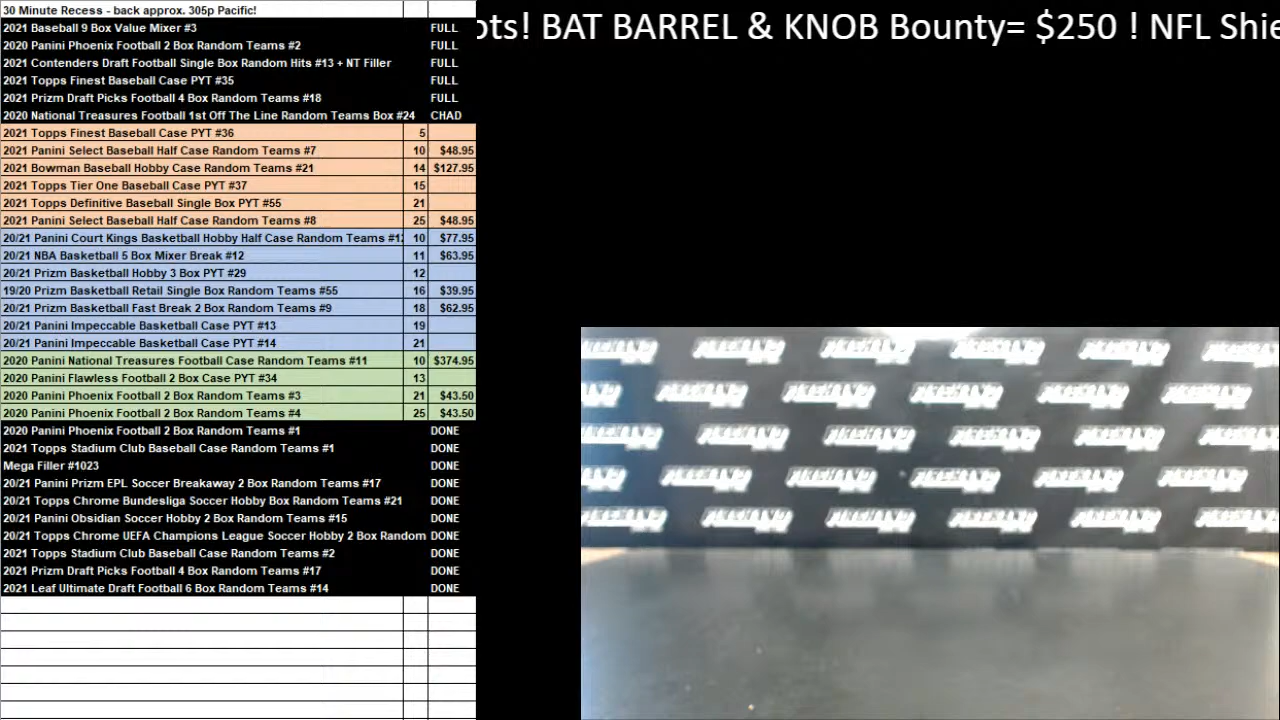 30 Minute Recess - back approx. 305p Pacific!
2021 Baseball 9 Box Value Mixer #3 FULL
2020 Panini Phoenix Football 2 Box Random Teams #2 FULL
2021 Contenders Draft Football Single Box Random Hits #13 + NT Filler FULL
2021 Topps Finest Baseball Case PYT #35 FULL
2021 Prizm Draft Picks Football 4 Box Random Teams #18 FULL
2020 National Treasures Football 1st Off The Line Random Teams Box #24 CHAD
2021 Topps Finest Baseball Case PYT #36 5
2021 Panini Select Baseball Half Case Random Teams #7 10 $48.95
2021 Bowman Baseball Hobby Case Random Teams #21 14 $127.95
2021 Topps Tier One Baseball Case PYT #37 15
2021 Topps Definitive Baseball Single Box PYT #55 21
2021 Panini Select Baseball Half Case Random Teams #8 25 $48.95
20/21 Panini Court Kings Basketball Hobby Half Case Random Teams 10 $77.95
20/21 NBA Basketball 5 Box Mixer Break #12 11 $63.95
20/21 Prizm Basketball Hobby 3 Box PYT #29 12
19/20 Prizm Basketball Retail Single Box Random Teams #55 16 $39.95
20/21 Prizm Basketball Fast Break 2 Box Random Teams #9 18 $62.95
20/21 Panini Impeccable Basketball Case PYT #13 19
20/21 Panini Impeccable Basketball Case PYT #14 21
2020 Panini National Treasures Football Case Random Teams #11 10 $374.95
2020 Panini Flawless Football 2 Box Case PYT #34 13
2020 Panini Phoenix Football 2 Box Random Teams #3 21 $43.50
2020 Panini Phoenix Football 2 Box Random Teams #4 25 $43.50
2020 Panini Phoenix Football 2 Box Random Teams #1 DONE
2021 Topps Stadium Club Baseball Case Random Teams #1 DONE
Mega Filler #1023 DONE
20/21 Panini Prizm EPL Soccer Breakaway 2 Box Random Teams #17 DONE
20/21 Topps Chrome Bundesliga Soccer Hobby Box Random Teams #21 DONE
20/21 Panini Obsidian Soccer Hobby 2 Box Random Teams #15 DONE
20/21 Topps Chrome UEFA Champions League Soccer Hobby 2 Box Random DONE
2021 Topps Stadium Club Baseball Case Random Teams #2 DONE
2021 Prizm Draft Picks Football 4 Box Random Teams #17 DONE
2021 Leaf Ultimate Draft Football 6 Box Random Teams #14 DONE
ots! BAT BARREL & KNOB Bounty= $250 ! NFL Shie